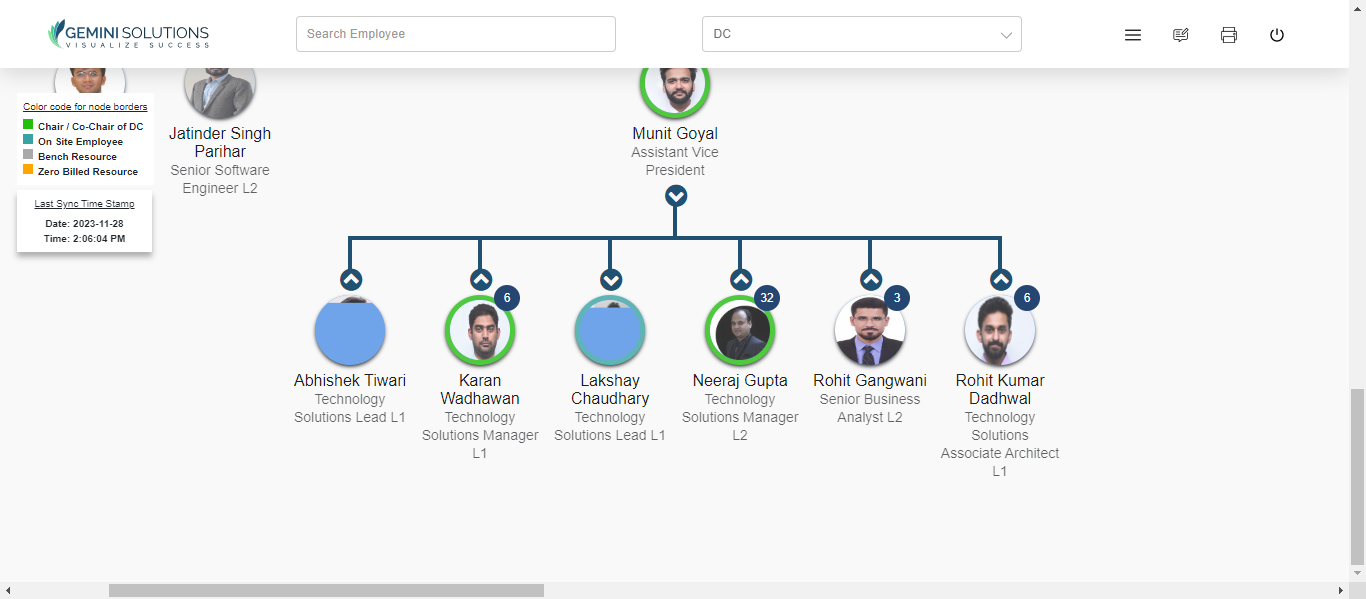 GEMINI SOLUTIONS
VISUALIZE SUCCESS
Search Employee
DC
Color code for node borders
Chair / Co-Chair of DC
On Site Employee
Bench Resource
Zero Billed Resource
Last Sync Time Stamp
Date: 2023-11-28
Time: 2:06:04 PM
Jatinder Singh
Parihar
Senior Software
Engineer L2
Munit Goyal
Assistant Vice
President
Abhishek Tiwari
Technology
Solutions Lead L1
6
Karan
Wadhawan
Technology
Solutions Manager
L1
Lakshay
Chaudhary
Technology
Solutions Lead L1
32
Neeraj Gupta
Technology
Solutions Manager
L2
3
Rohit Gangwani
Senior Business
Analyst L2
6
Rohit Kumar
Dadhwal
Technology
Solutions
Associate Architect
L1